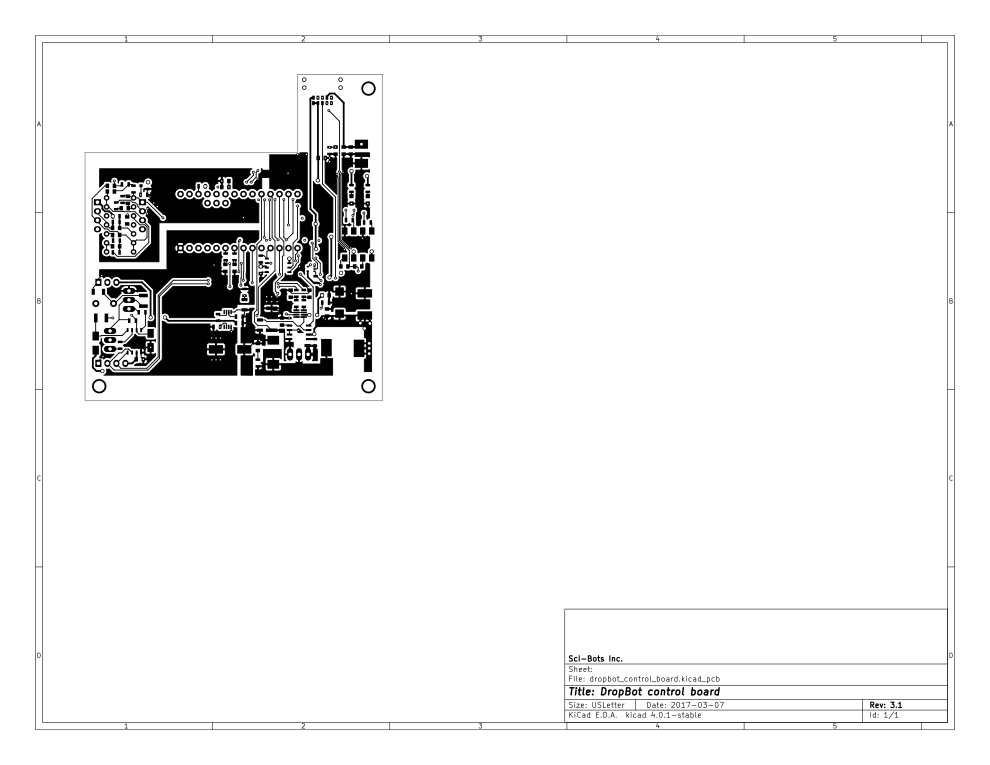 1 2 3 4 5
A A
B B
C C
D D
Sci-Bots Inc.
Sheet:
File: dropbot_control_board.kicad_pcb
Title: DropBot control board
Size: USLetter Date: 2017-03-07 Rev: 3.1
KiCad E.D.A. kicad 4.0.1-stable Id: 1/1
1 2 3 4 5